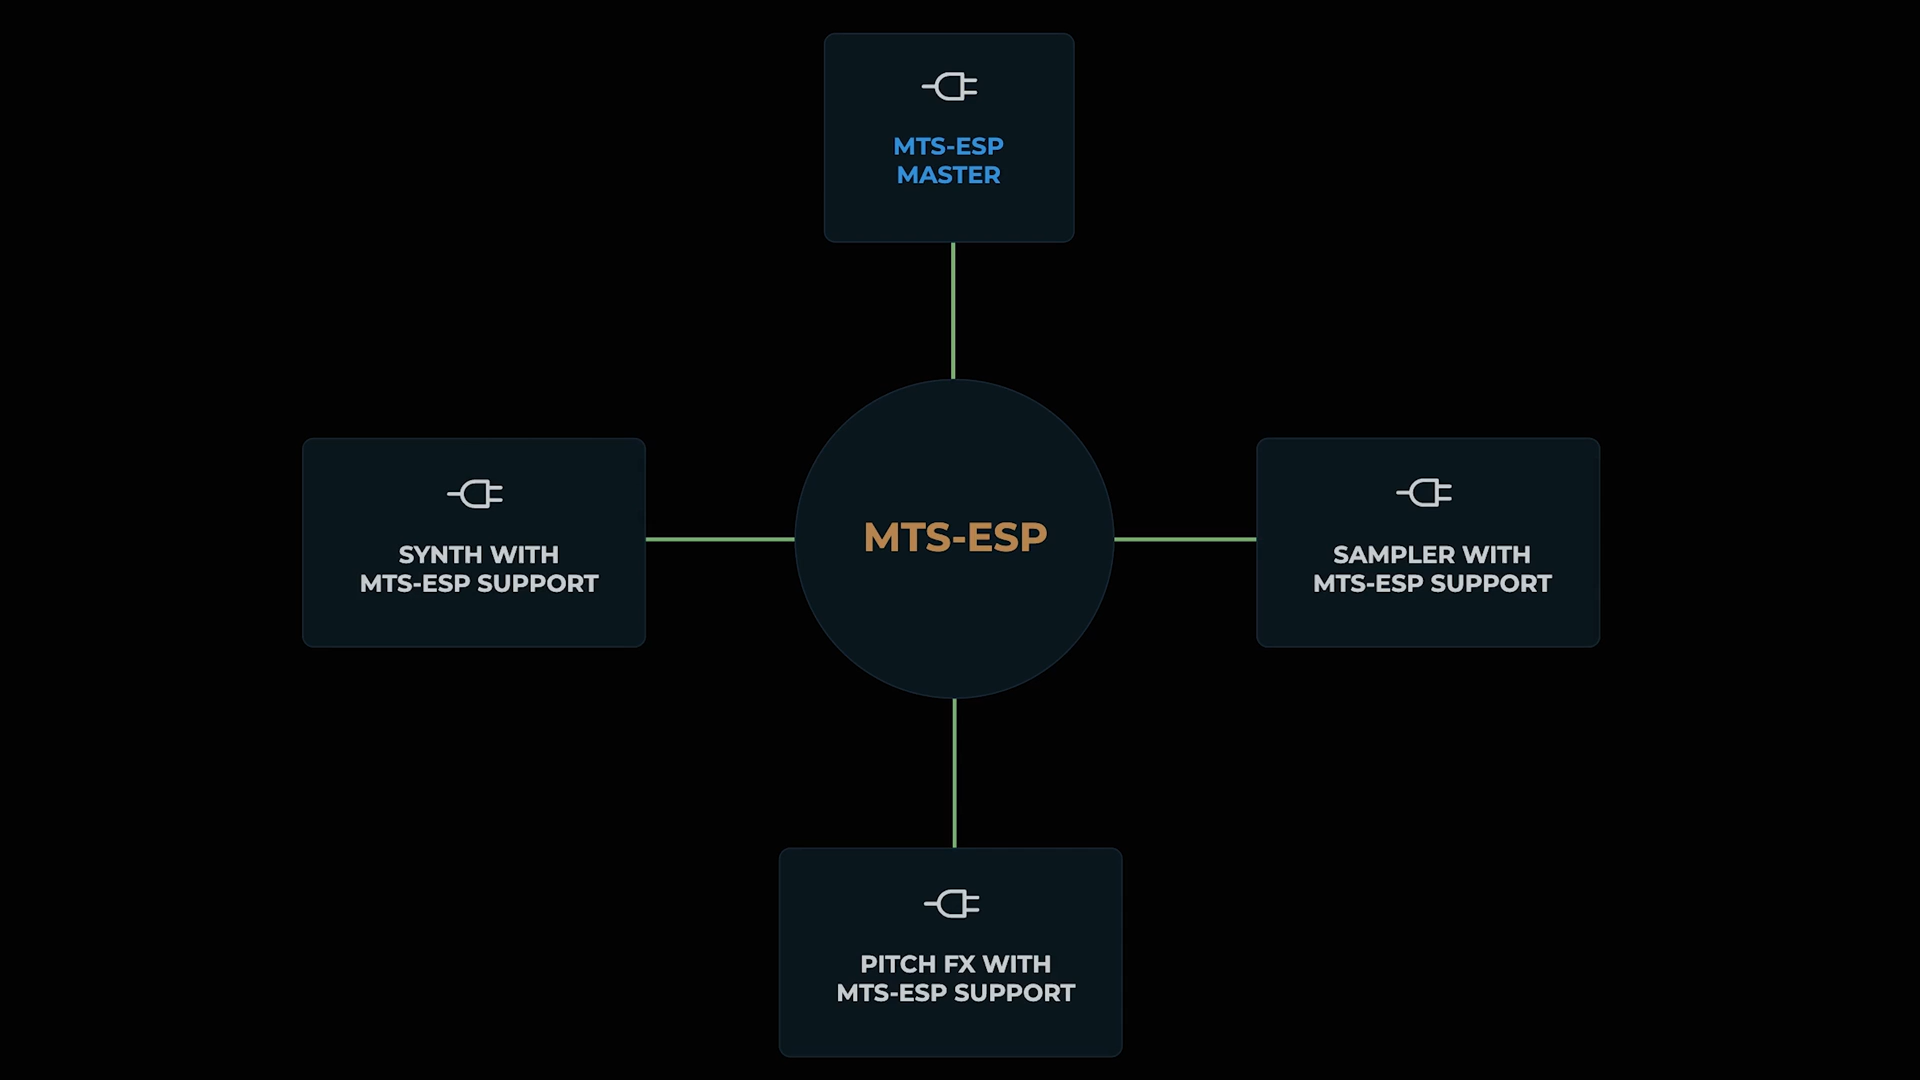 MTS-ESP
MASTER
SYNTH WITH
MTS-ESP SUPPORT
MTS-ESP
SAMPLER WITH
MTS-ESP SUPPORT
PITCH FX WITH
MTS-ESP SUPPORT